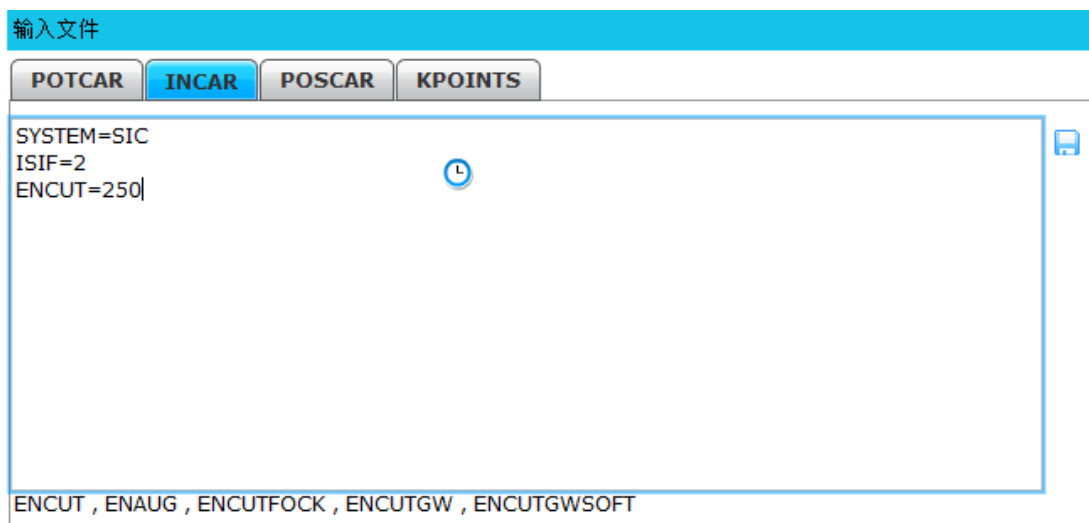 输入文件
POTCAR INCAR POSCAR KPOINTS
SYSTEM=SIC
ISIF=2
ENCUT=250
ENCUT , ENAUG , ENCUTFOCK , ENCUTGW , ENCUTGWSOFT